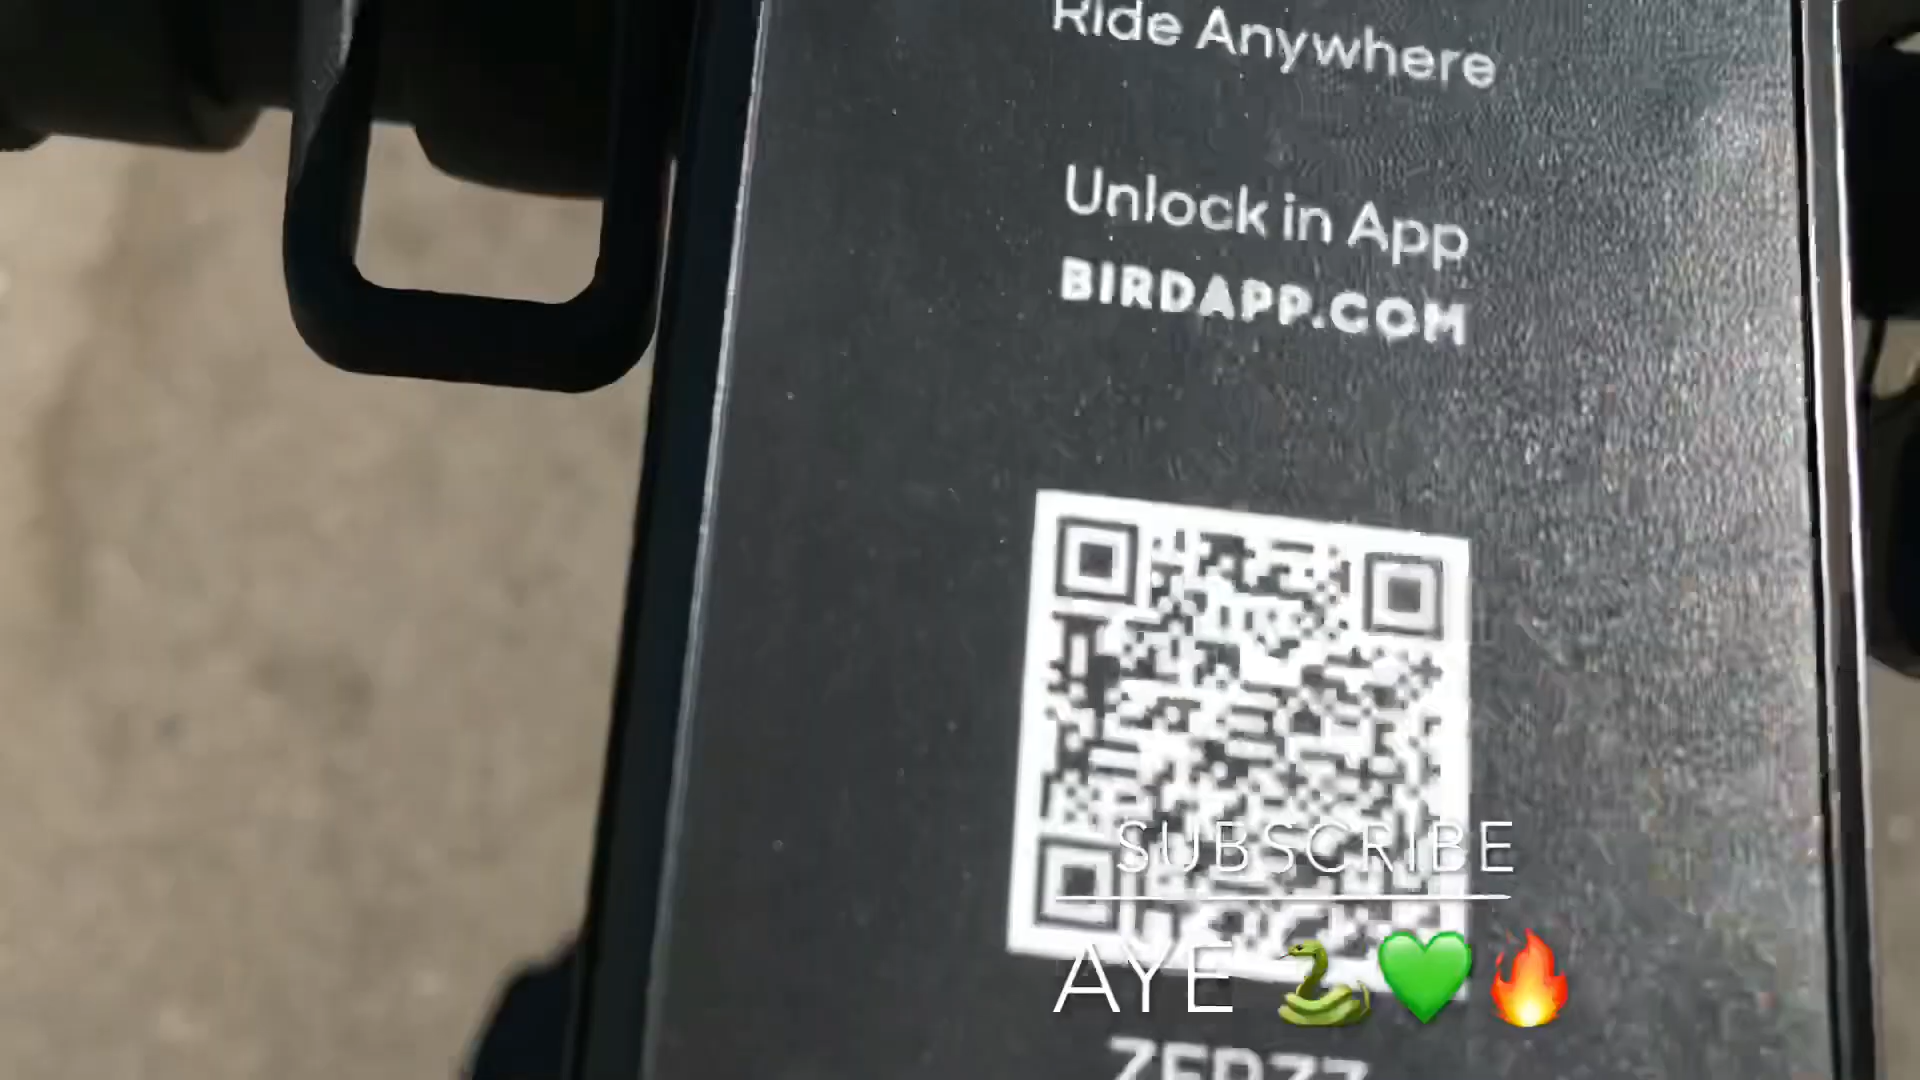 Ride Anywhere
Unlock in App
BIRDAPP.COM
SUBSCRIBE
AYE 🐍💚🔥